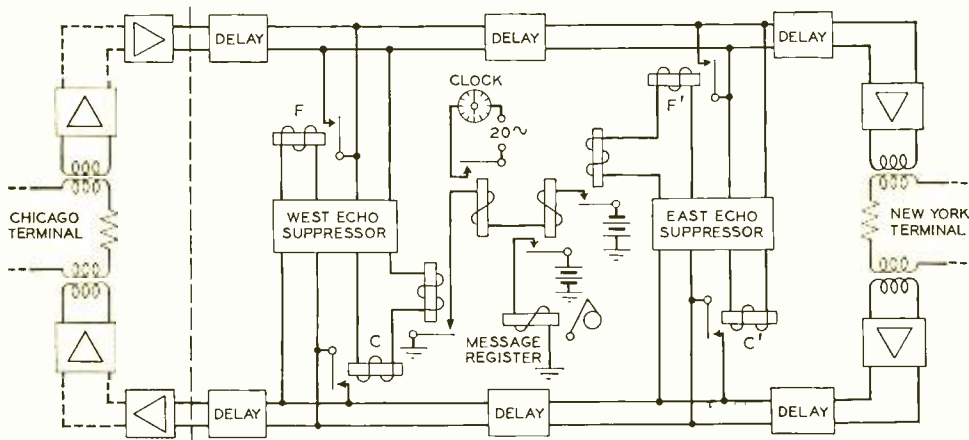 DELAY
DELAY
DELAY
F
CLOCK
20~
F'
CHICAGO
TERMINAL
WEST ECHO
SUPPRESSOR
EAST ECHO
SUPPRESSOR
NEW YORK
TERMINAL
C
MESSAGE
REGISTER
C'
DELAY
DELAY
DELAY